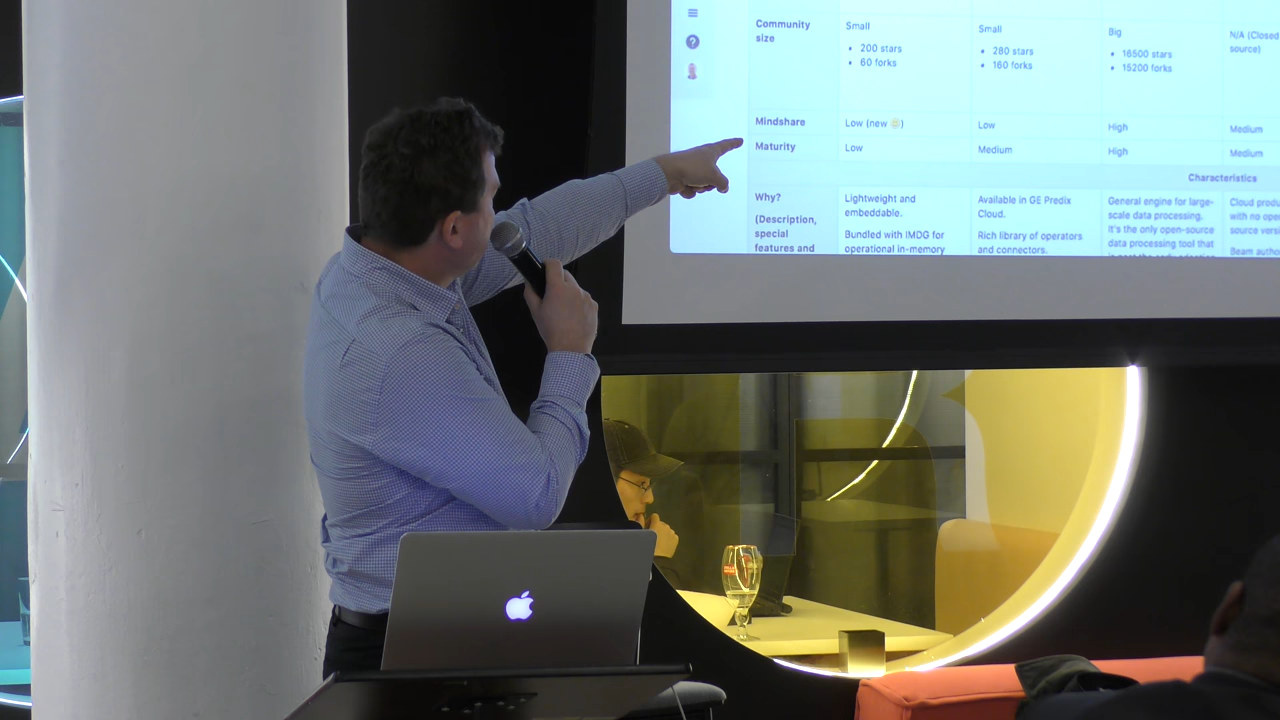 Community size
Small
• 200 stars
• 60 forks
Small
• 280 stars
• 160 forks
Big
• 16500 stars
• 15200 forks
N/A (Closed source)
Mindshare
Low (new 🙂)
Low
High
Medium
Maturity
Low
Medium
High
Medium
Characteristics
Why?
(Description, special features and
Lightweight and embeddable.
Bundled with IMDG for operational in-memory
Available in GE Predix Cloud.
Rich library of operators and connectors.
General engine for large-scale data processing. It's the only open-source data processing tool that
Cloud produ
with no ope
source versi
Beam autho